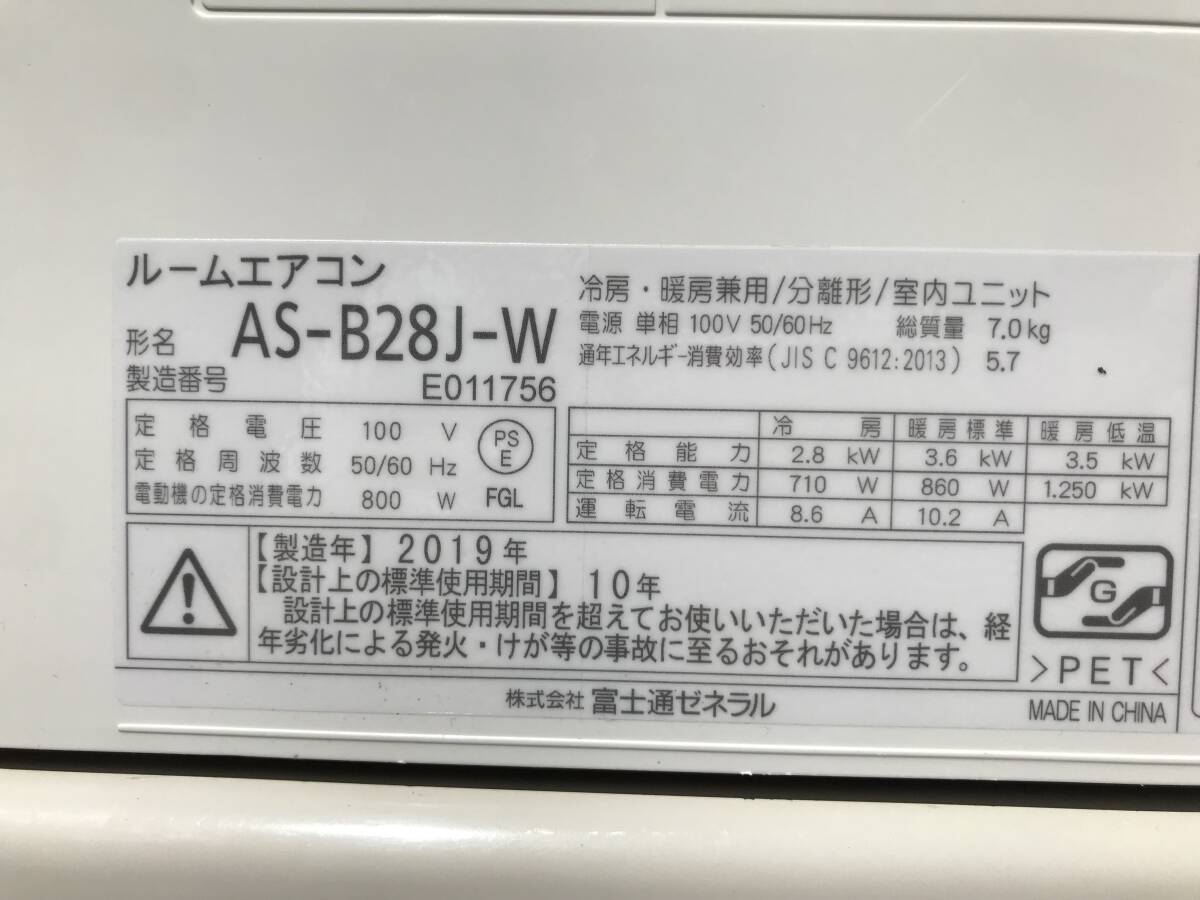 ルームエアコン
形名 AS-B28J-W
製造番号 E011756
冷房・暖房兼用/分離形/室内ユニット
電源 単相 100V 50/60Hz 総質量 7.0kg
通年エネルギー消費効率(JIS C 9612:2013) 5.7
定格電圧 100 V
定格周波数 50/60 Hz
電動機の定格消費電力 800 W
PS
E
FGL
冷房 暖房標準 暖房低温
定格能力 2.8 kW 3.6 kW 3.5 kW
定格消費電力 710 W 860 W 1.250 kW
運転電流 8.6 A 10.2 A
【製造年】2019年
【設計上の標準使用期間】10年
設計上の標準使用期間を超えてお使いいただいた場合は、経
年劣化による発火・けが等の事故に至るおそれがあります。
G
>PET<
株式会社 富士通ゼネラル
MADE IN CHINA